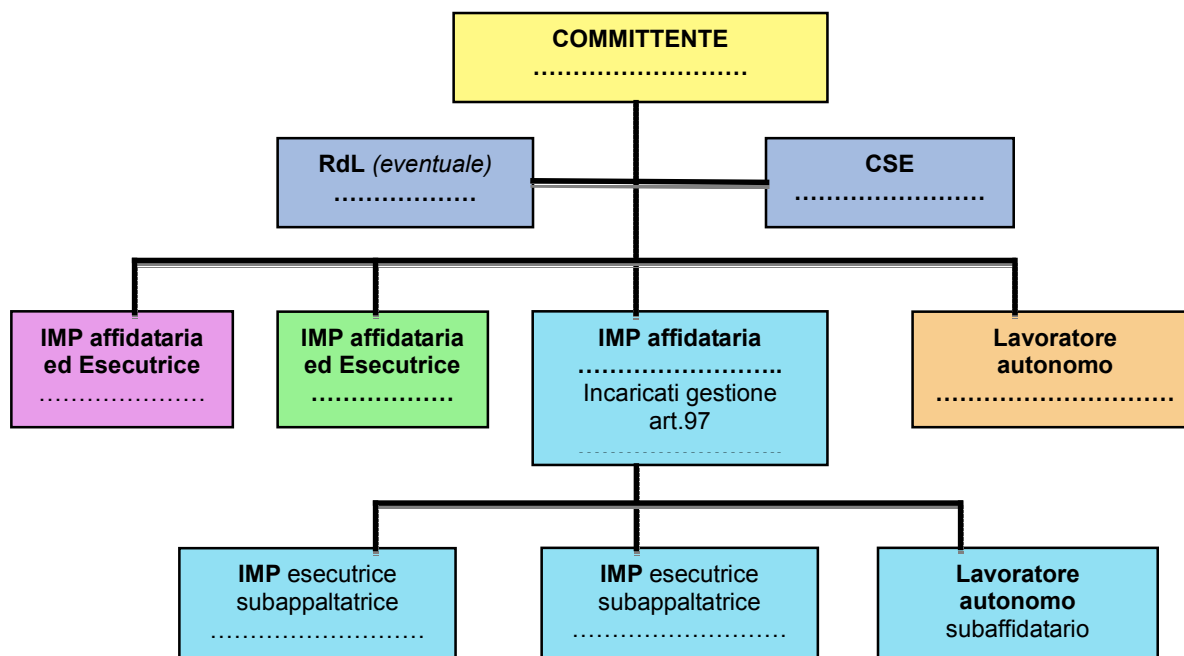 COMMITTENTE
………………………
RdL (eventuale)
………………
CSE
……………………
IMP affidataria
ed Esecutrice
…………………
IMP affidataria
ed Esecutrice
………………
IMP affidataria
……………………..
Incaricati gestione
art.97
……………………
Lavoratore
autonomo
…………………………
IMP esecutrice
subappaltatrice
………………………
IMP esecutrice
subappaltatrice
………………………
Lavoratore
autonomo
subaffidatario